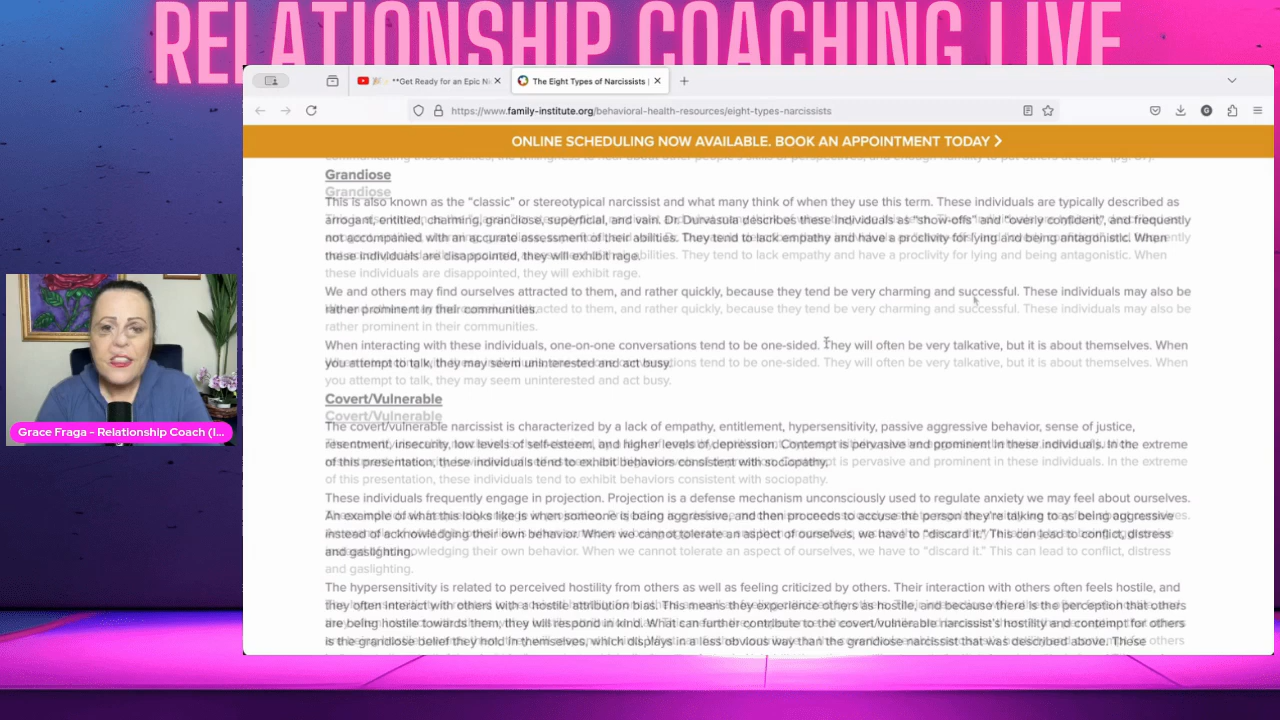 RELATIONSHIP COACHING LIVE
**Get Ready for an Epic N
The Eight Types of Narcissists |
https://www.family-institute.org/behavioral-health-resources/eight-types-narcissists
ONLINE SCHEDULING NOW AVAILABLE. BOOK AN APPOINTMENT TODAY
Grandiose
This is also known as the “classic” or stereotypical narcissist and what many think of when they use this term. These individuals are typically described as
arrogant, entitled, charming, grandiose, superficial, and vain. Dr. Durvasula describes these individuals as "show-offs" and "overly confident", and frequently
not accompanied with an accurate assessment of their abilities. They tend to lack empathy and have a proclivity for lying and being antagonistic. When
these individuals are disappointed, they will exhibit rage.
We and others may find ourselves attracted to them, and rather quickly, because they tend be very charming and successful. These individuals may also be
rather prominent in their communities.
When interacting with these individuals, one-on-one conversations tend to be one-sided. They will often be very talkative, but it is about themselves. When
you attempt to talk, they may seem uninterested and act busy.
Covert/Vulnerable
The covert/vulnerable narcissist is characterized by a lack of empathy, entitlement, hypersensitivity, passive aggressive behavior, sense of justice,
resentment, insecurity, low levels of self-esteem, and higher levels of depression. Contempt is pervasive and prominent in these individuals. In the extreme
of this presentation, these individuals tend to exhibit behaviors consistent with sociopathy.
These individuals frequently engage in projection. Projection is a defense mechanism unconsciously used to regulate anxiety we may feel about ourselves.
An example of what this looks like is when someone is being aggressive, and then proceeds to accuse the person they're talking to as being aggressive
instead of acknowledging their own behavior. When we cannot tolerate an aspect of ourselves, we have to “discard it.” This can lead to conflict, distress
and gaslighting.
The hypersensitivity is related to perceived hostility from others as well as feeling criticized by others. Their interaction with others often feels hostile, and
they often interact with others with hostile attribution bias. This means they experience others as hostile, and because there is the perception that others
are being hostile towards them, they will respond in kind. What can further contribute to the covert/vulnerable narcissist's hostility and contempt for others
is the grandiose belief they hold in themselves, which displays in a less obvious way than the grandiose narcissist that was described above. These
Grace Fraga - Relationship Coach (I...